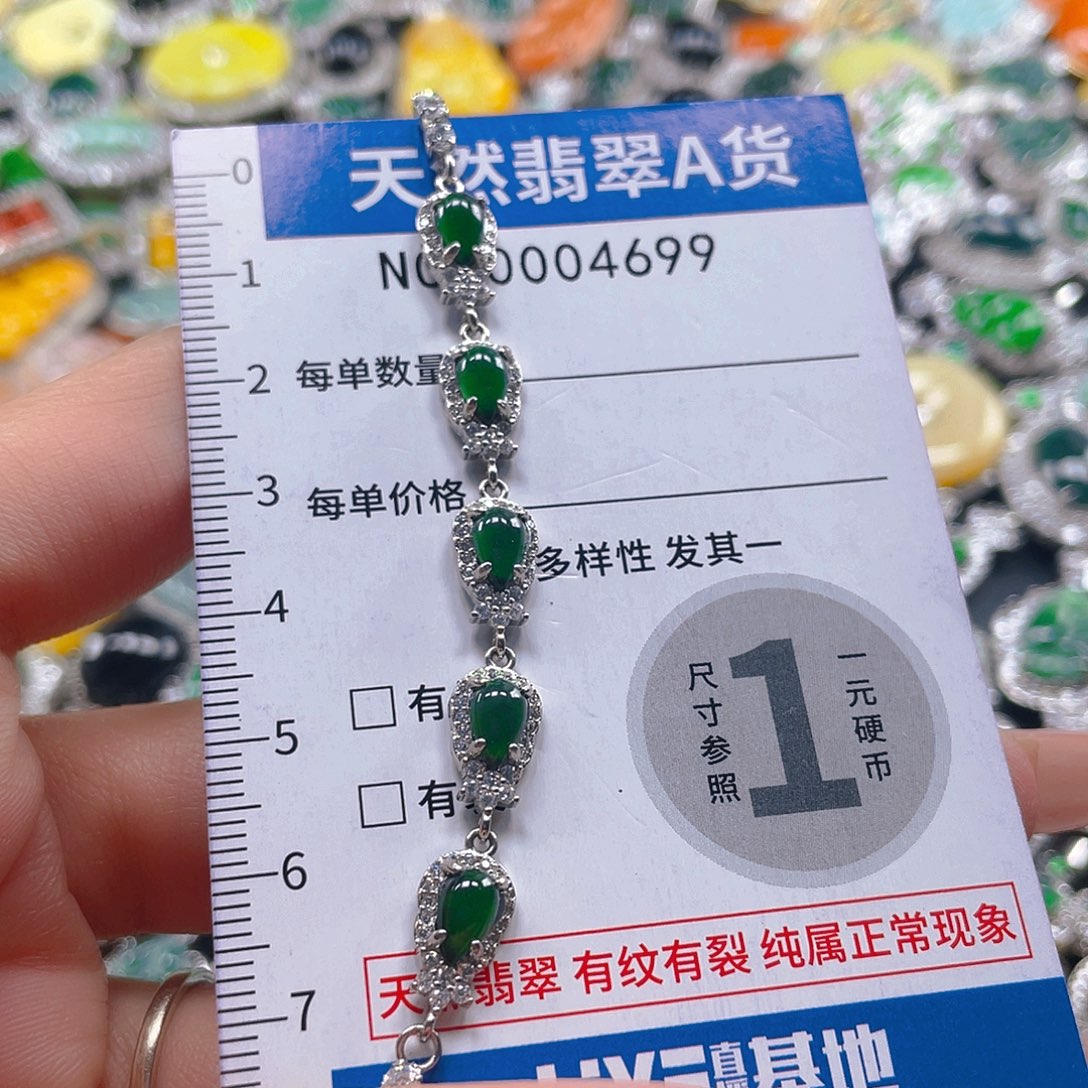 天然翡翠A货
0004699
0
1
2
3
4
5
6
7
每单数量
每单价格
多样性 发其一
有
有
尺寸参照
1
一元硬币
天然翡翠 有纹有裂 纯属正常现象
基地